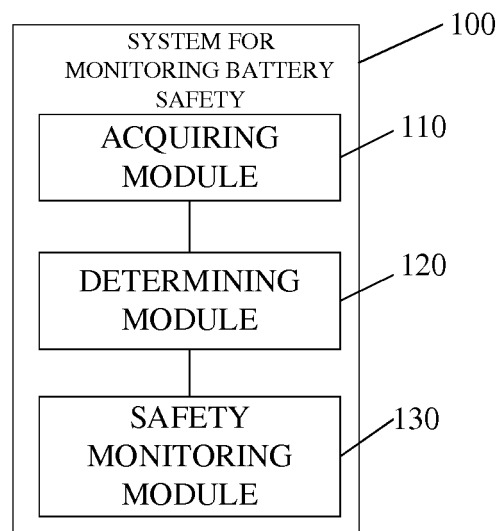 SYSTEM FOR
MONITORING BATTERY
SAFETY
100
ACQUIRING
MODULE
110
DETERMINING
MODULE
120
SAFETY
MONITORING
MODULE
130